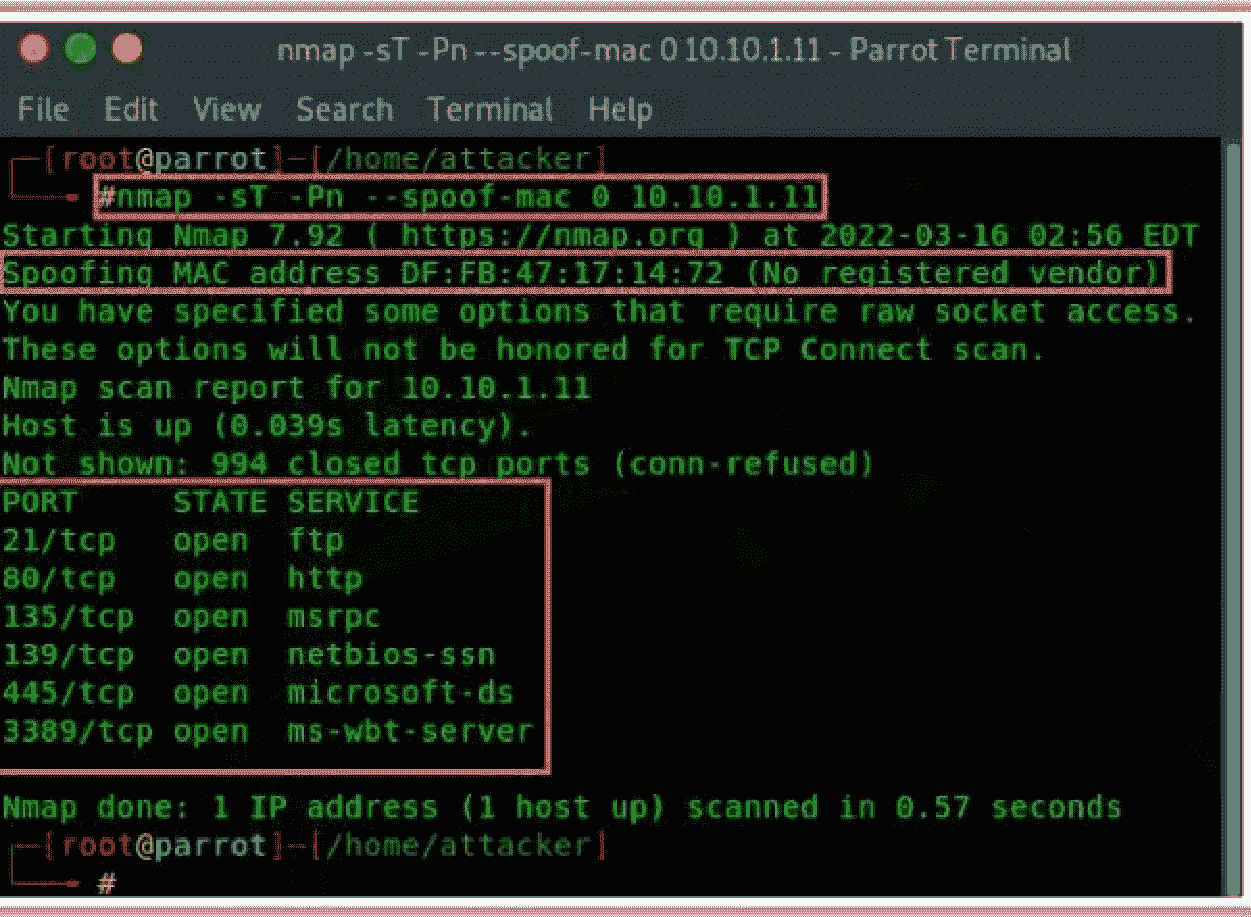 nmap -sT -Pn --spoof-mac 0 10.10.1.11 - Parrot Terminal
File Edit View Search Terminal Help
[root@parrot]-[/home/attacker]
#nmap -sT -Pn --spoof-mac 0 10.10.1.11
Starting Nmap 7.92 ( https://nmap.org ) at 2022-03-16 02:56 EDT
Spoofing MAC address DF:FB:47:17:14:72 (No registered vendor)
You have specified some options that require raw socket access.
These options will not be honored for TCP Connect scan.
Nmap scan report for 10.10.1.11
Host is up (0.039s latency).
Not shown: 994 closed tcp ports (conn-refused)
PORT STATE SERVICE
21/tcp open ftp
80/tcp open http
135/tcp open msrpc
139/tcp open netbios-ssn
445/tcp open microsoft-ds
3389/tcp open ms-wbt-server
Nmap done: 1 IP address (1 host up) scanned in 0.57 seconds
[root@parrot]-[/home/attacker]
#